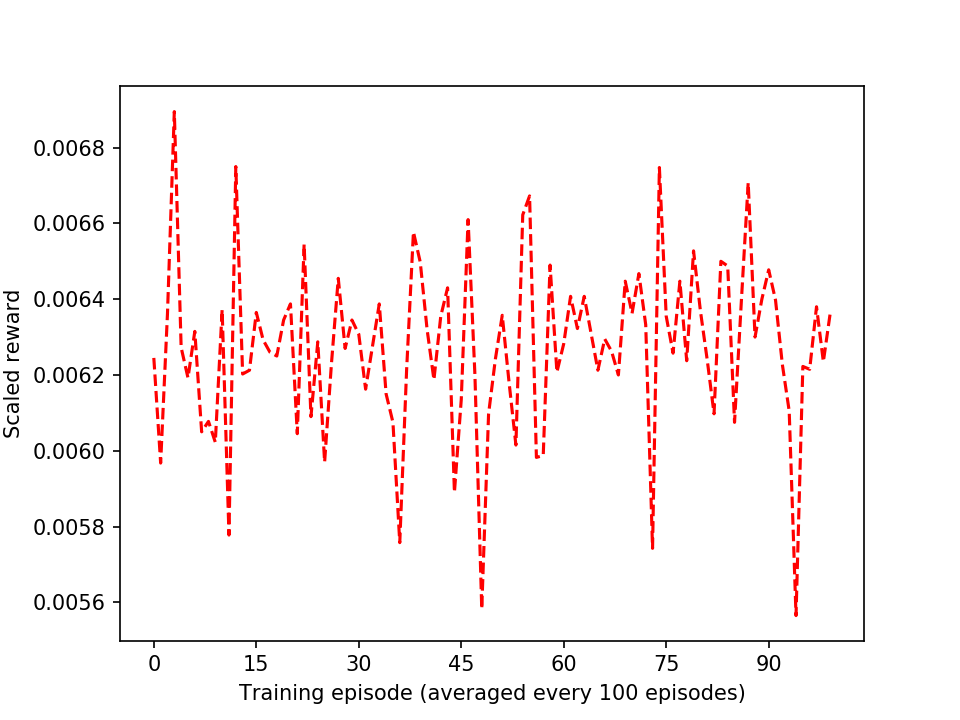 0.0068
0.0066
0.0064
0.0062
0.0060
0.0058
0.0056
Scaled reward
0 15 30 45 60 75 90
Training episode (averaged every 100 episodes)